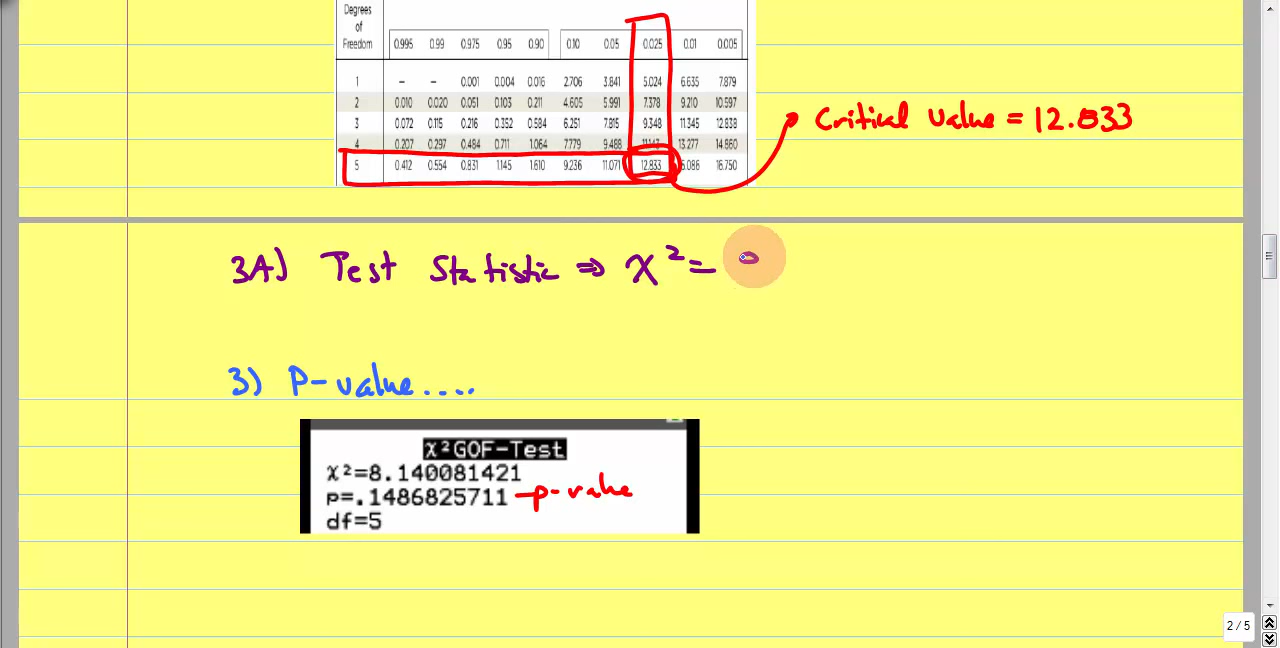 Degrees
of
Freedom 0.995 0.99 0.975 0.95 0.90 0.10 0.05 0.025 0.01 0.005
1 – – 0.001 0.004 0.016 2.706 3.841 5.024 6.635 7.879
2 0.010 0.020 0.051 0.103 0.211 4.605 5.991 7.378 9.210 10.597
3 0.072 0.115 0.216 0.352 0.584 6.251 7.815 9.348 11.345 12.838
4 0.207 0.297 0.484 0.711 1.064 7.779 9.488 11.143 13.277 14.860
5 0.412 0.554 0.831 1.145 1.610 9.236 11.071 12.833 5.086 16.750
Critical Value = 12.833
3A) Test Statistic ⇒ χ² =
3) P-value....
χ²GOF-Test
χ²=8.140081421
p=.1486825711 – p-value
df=5
2 / 5